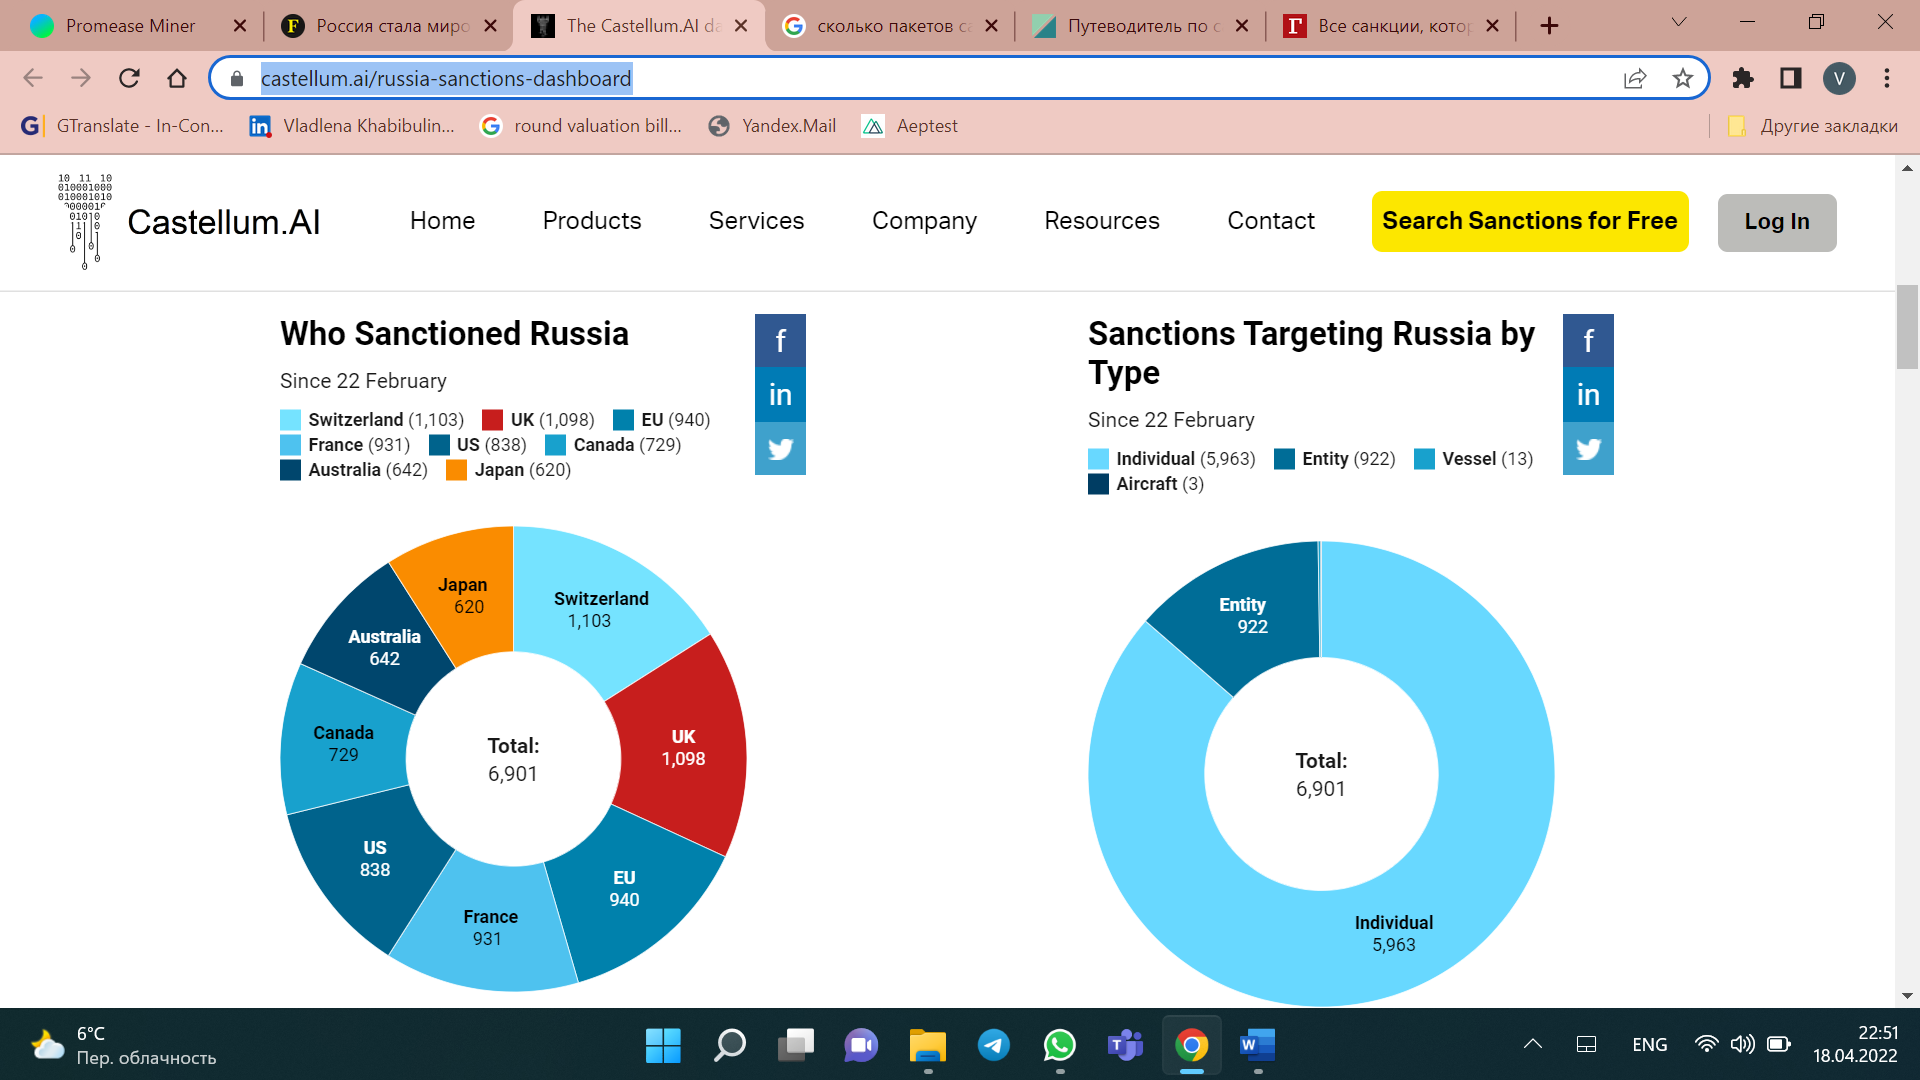 Promease Miner
Россия стала миро
The Castellum.AI da
сколько пакетов са
Путеводитель по с
Все санкции, котор
castellum.ai/russia-sanctions-dashboard
V
GTranslate - In-Con...
Vladlena Khabibulin...
round valuation bill...
Yandex.Mail
Aeptest
Другие закладки
Castellum.AI
Home
Products
Services
Company
Resources
Contact
Search Sanctions for Free
Log In
Who Sanctioned Russia
Since 22 February
Switzerland (1,103) UK (1,098) EU (940)
France (931) US (838) Canada (729)
Australia (642) Japan (620)
Japan
620
Switzerland
1,103
Australia
642
Canada
729
UK
1,098
Total:
6,901
US
838
EU
940
France
931
Sanctions Targeting Russia by
Type
Since 22 February
Individual (5,963) Entity (922) Vessel (13)
Aircraft (3)
Entity
922
Total:
6,901
Individual
5,963
6°C
Пер. облачность
ENG
22:51
18.04.2022